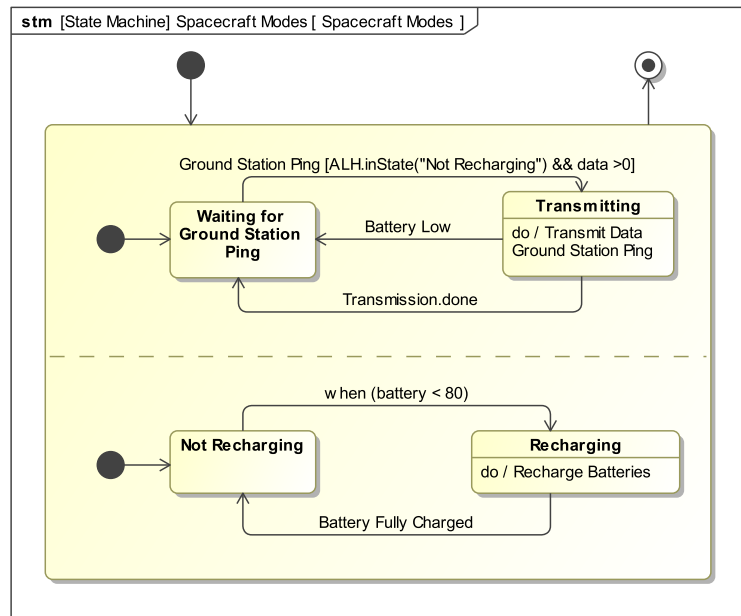 stm [State Machine] Spacecraft Modes [ Spacecraft Modes ]
Ground Station Ping [ALH.inState("Not Recharging") && data >0]
Waiting for
Ground Station
Ping
Battery Low
Transmitting
do / Transmit Data
Ground Station Ping
Transmission.done
when (battery < 80)
Not Recharging
Recharging
do / Recharge Batteries
Battery Fully Charged